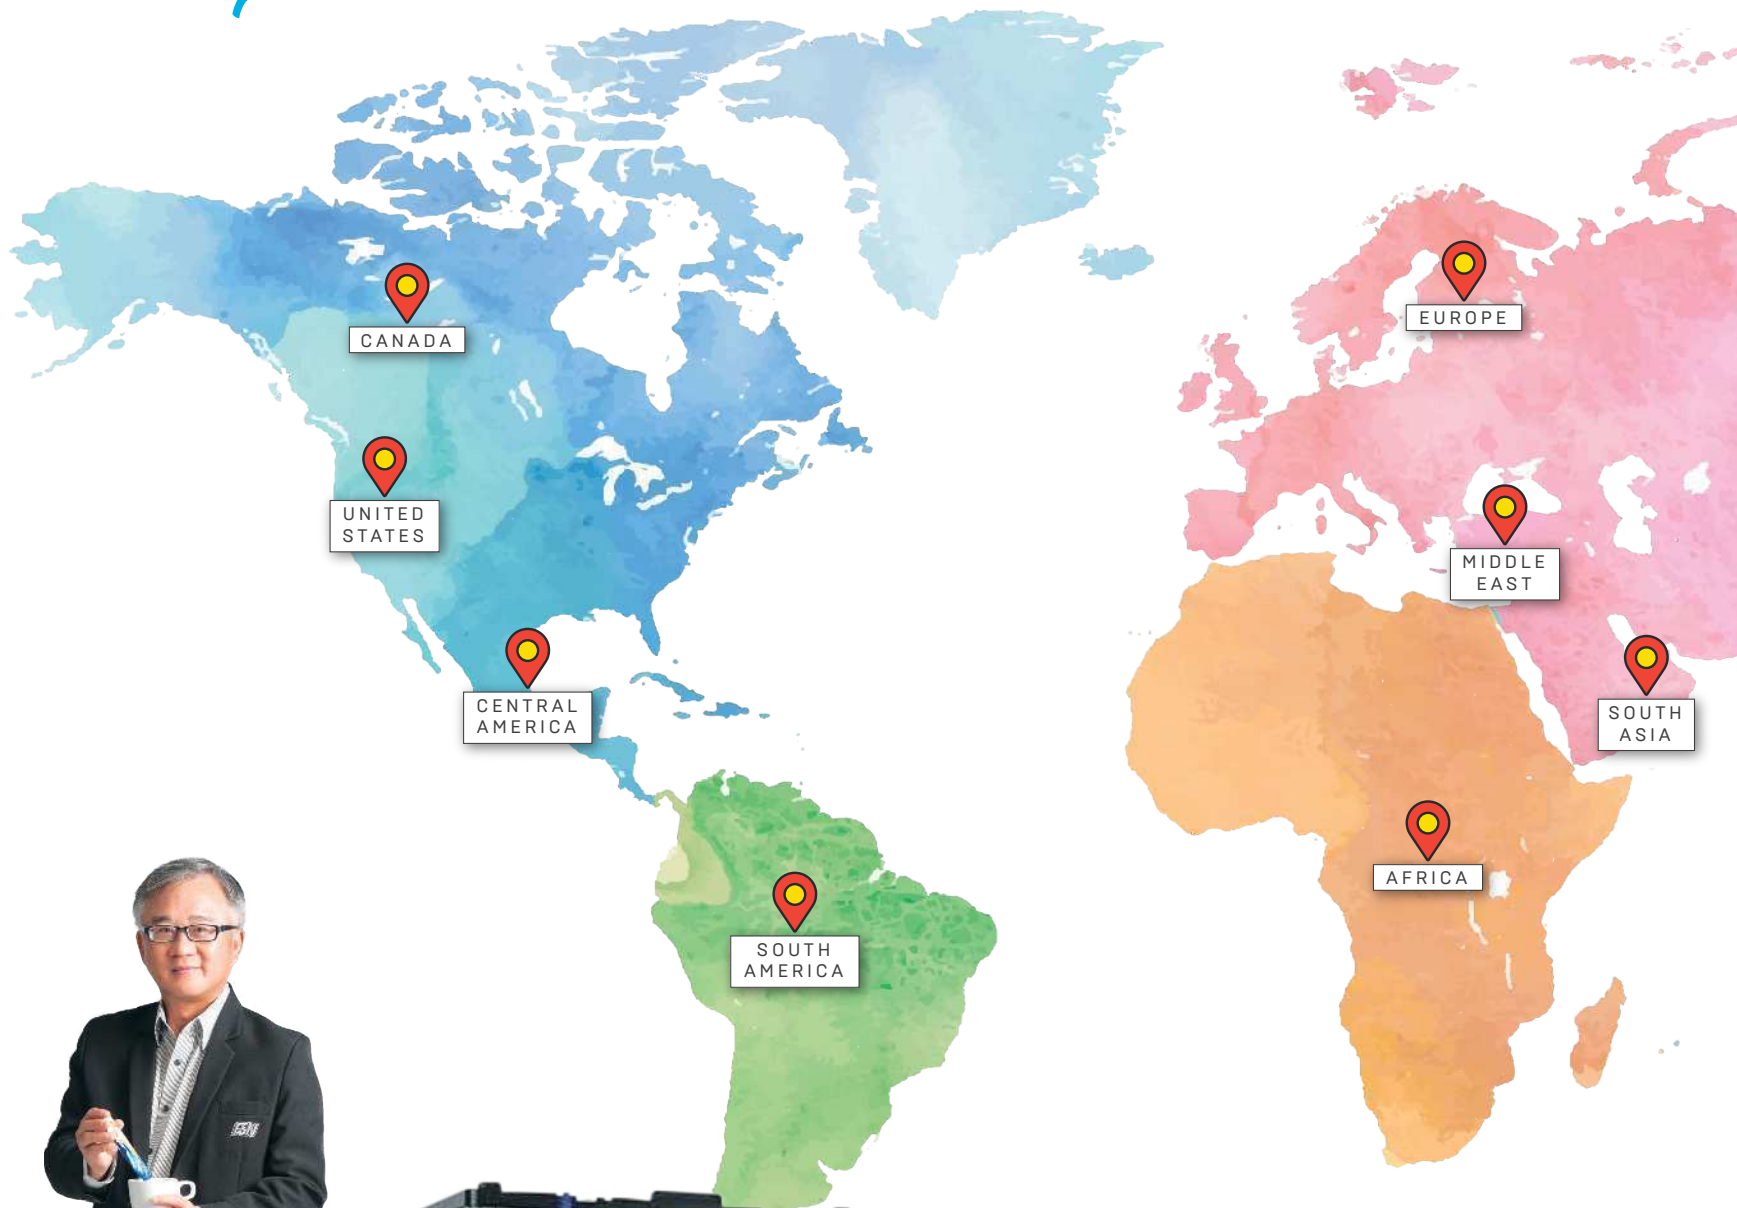 CANADA
EUROPE
UNITED
STATES
MIDDLE
EAST
CENTRAL
AMERICA
SOUTH
ASIA
AFRICA
SOUTH
AMERICA